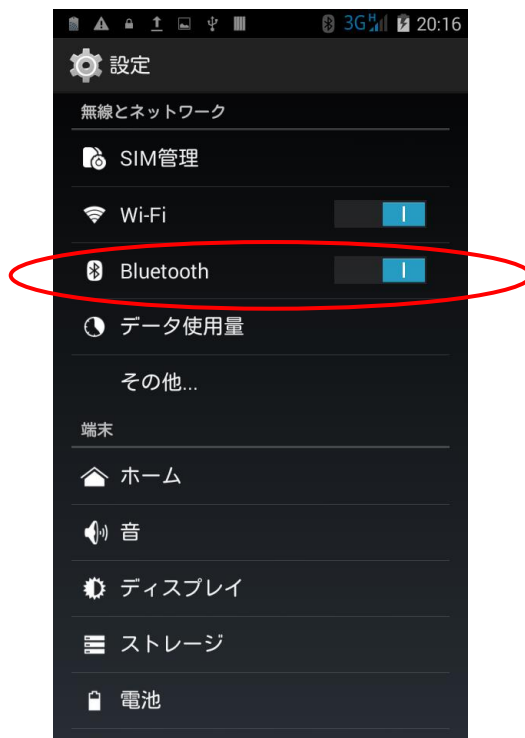 3G H 20:16
設定
無線とネットワーク
SIM管理
Wi-Fi
Bluetooth
データ使用量
その他...
端末
ホーム
音
ディスプレイ
ストレージ
電池